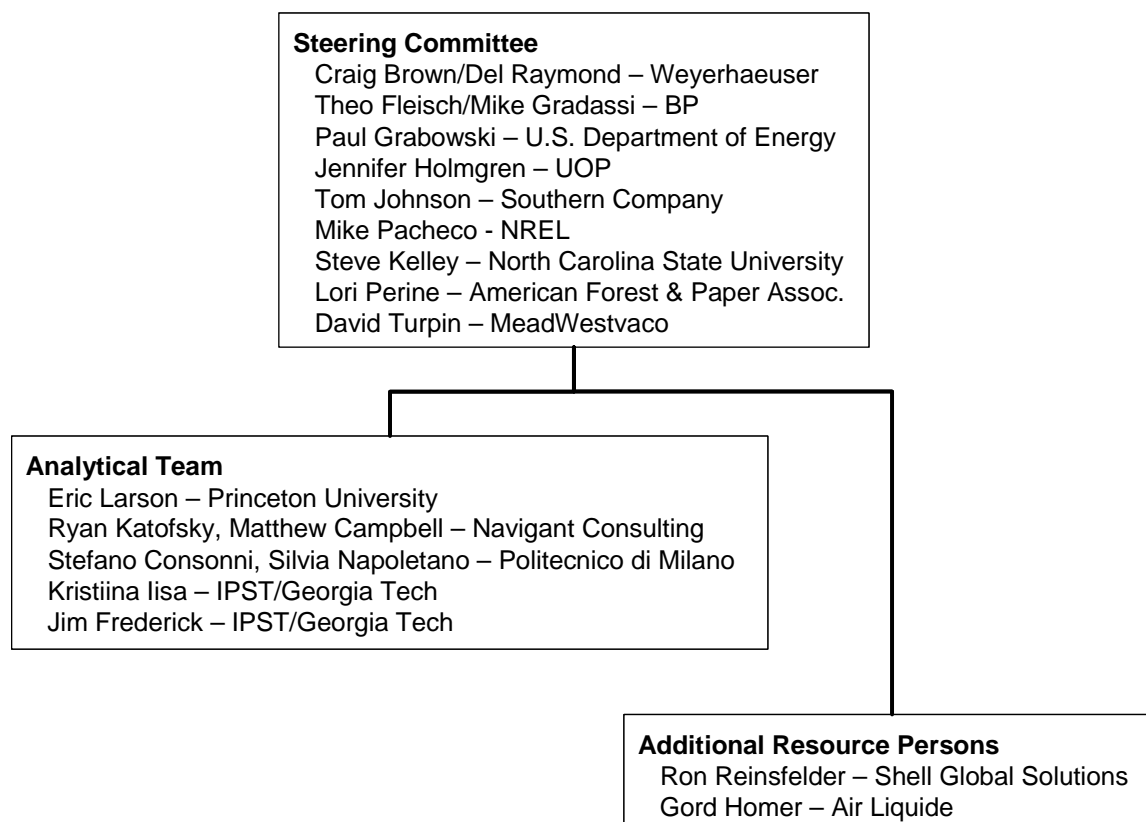 Steering Committee
Craig Brown/Del Raymond – Weyerhaeuser
Theo Fleisch/Mike Gradassi – BP
Paul Grabowski – U.S. Department of Energy
Jennifer Holmgren – UOP
Tom Johnson – Southern Company
Mike Pacheco - NREL
Steve Kelley – North Carolina State University
Lori Perine – American Forest & Paper Assoc.
David Turpin – MeadWestvaco
Analytical Team
Eric Larson – Princeton University
Ryan Katofsky, Matthew Campbell – Navigant Consulting
Stefano Consonni, Silvia Napoletano – Politecnico di Milano
Kristiina Iisa – IPST/Georgia Tech
Jim Frederick – IPST/Georgia Tech
Additional Resource Persons
Ron Reinsfelder – Shell Global Solutions
Gord Homer – Air Liquide